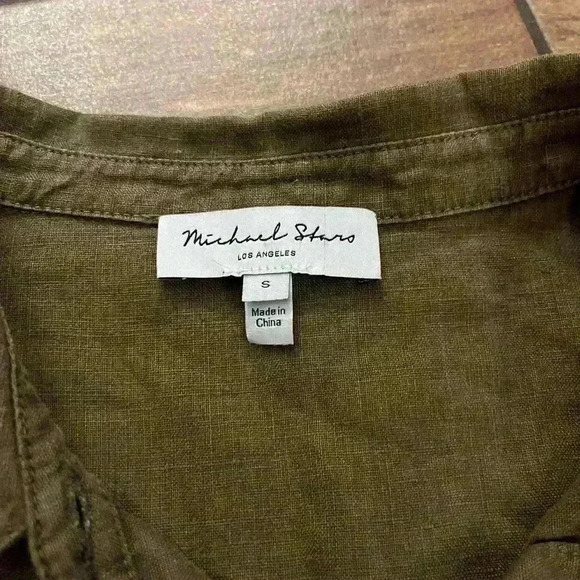 Michael Stars
LOS ANGELES
S
Made in
China